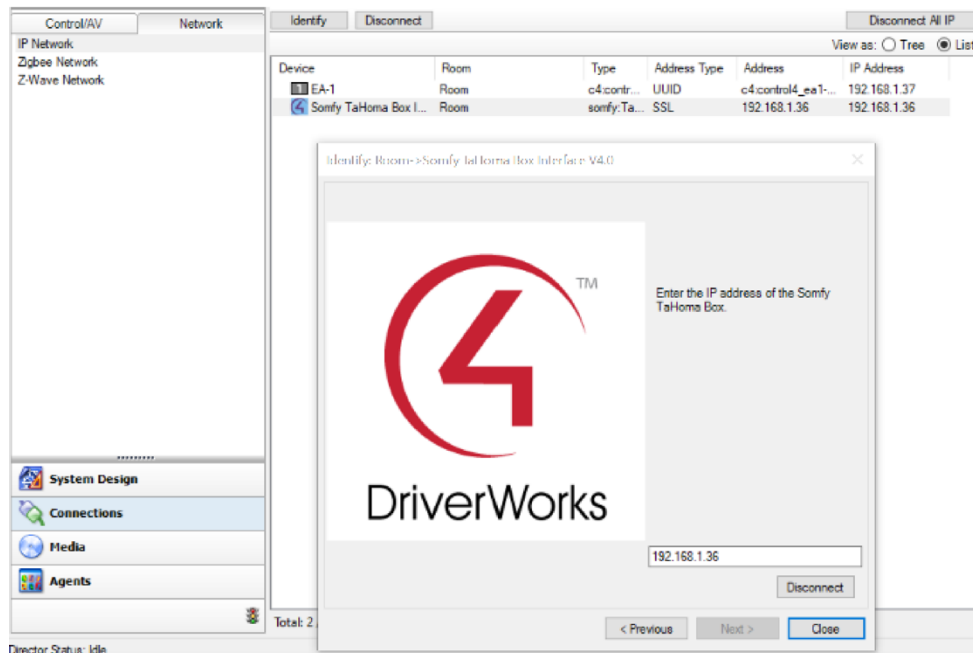 Control/AV
Network
IP Network
Zigbee Network
Z-Wave Network
Identify
Disconnect
Disconnect All IP
View as: Tree List
Device Room Type Address Type Address IP Address
EA-1 Room c4:contr... UUID c4:control4_ea1-... 192.168.1.37
Somfy TaHoma Box I... Room somfy:Ta... SSL 192.168.1.36 192.168.1.36
Identify: Room->Somfy TaHoma Box Interface V4.0
4
TM
DriverWorks
Enter the IP address of the Somfy
TaHoma Box.
192.168.1.36
Disconnect
< Previous
Next >
Close
System Design
Connections
Media
Agents
Total: 2
Director Status: Idle